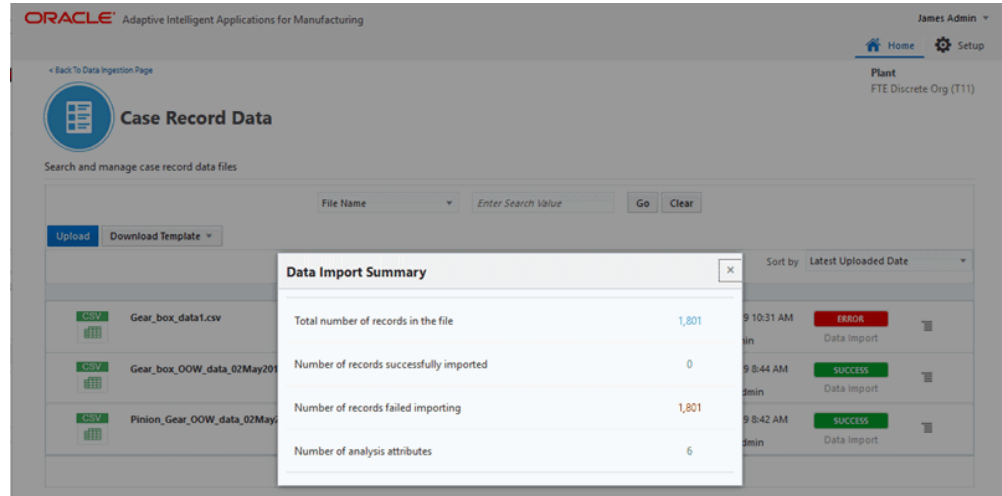 ORACLE Adaptive Intelligent Applications for Manufacturing
James Admin
Home Setup
< Back To Data Ingestion Page
Plant
FTE Discrete Org (T11)
Case Record Data
Search and manage case record data files
File Name Enter Search Value Go Clear
Upload Download Template
Sort by Latest Uploaded Date
Data Import Summary
Total number of records in the file 1,801
Number of records successfully imported 0
Number of records failed importing 1,801
Number of analysis attributes 6
CSV Gear_box_data1.csv 9 10:31 AM ERROR
Data Import
CSV Gear_box_OOW_data_02May201 9 8:44 AM SUCCESS
dmin Data Import
CSV Pinion_Gear_OOW_data_02May 9 8:42 AM SUCCESS
dmin Data Import